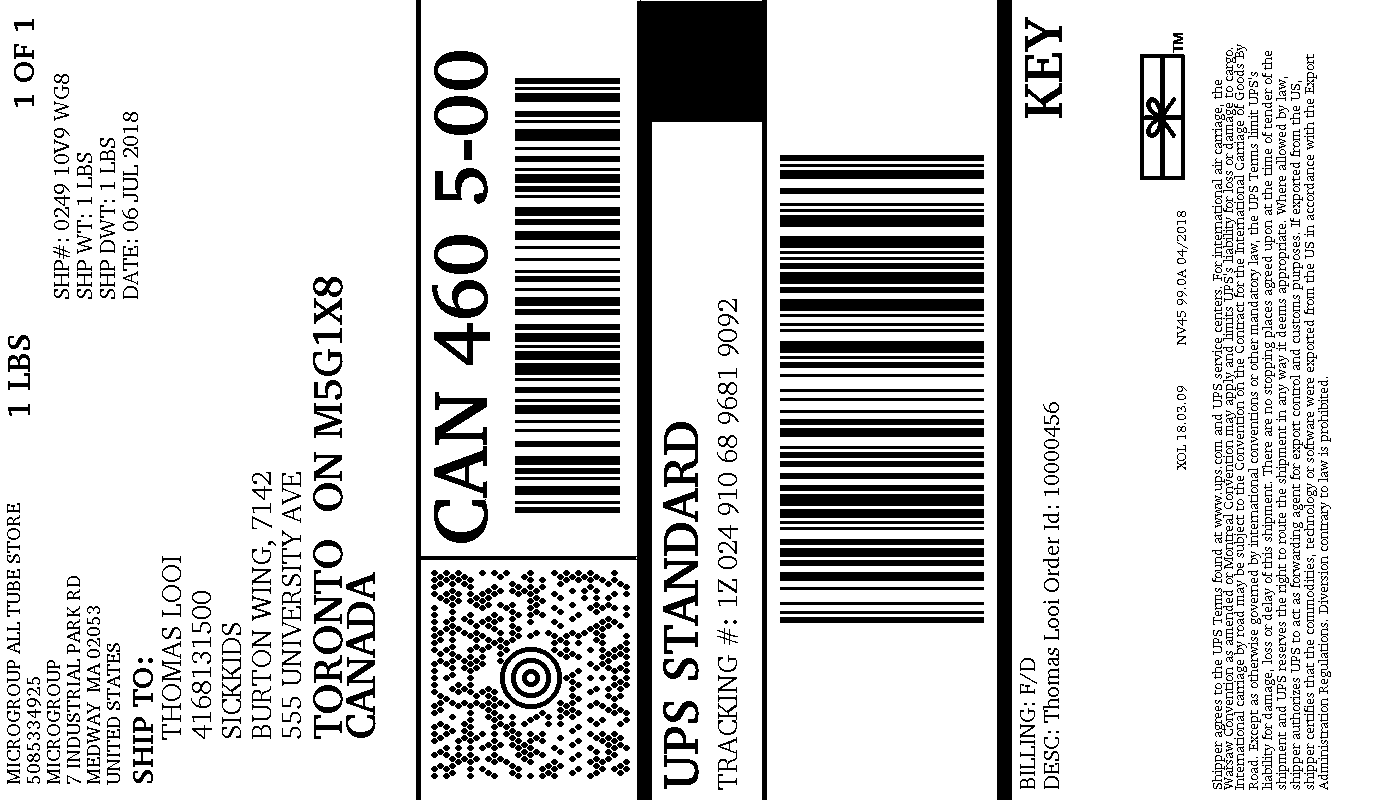 MICROGROUP ALL TUBE STORE
5085334925
MICROGROUP
7 INDUSTRIAL PARK RD
MEDWAY MA 02053
UNITED STATES
1 LBS
1 OF 1
SHP#: 0249 10V9 WG8
SHP WT: 1 LBS
SHP DWT: 1 LBS
DATE: 06 JUL 2018
SHIP TO:
THOMAS LOOI
4168131500
SICKKIDS
BURTON WING, 7142
555 UNIVERSITY AVE
TORONTO ON M5G1X8
CANADA
CAN 460 5-00
UPS STANDARD
TRACKING #: 1Z 024 910 68 9681 9092
BILLING: F/D
DESC: Thomas Looi Order Id: 10000456
KEY
TM
XOL 18.03.09 NV45 99.0A 04/2018
Shipper agrees to the UPS Terms found at www.ups.com and UPS service centers. For international air carriage, the
Warsaw Convention as amended or Montreal Convention may apply and limits UPS's liability for loss or damage to cargo.
International carriage by road may be subject to the Convention on the Contract for the International Carriage of Goods By
Road. Except as otherwise governed by international conventions or other mandatory law, the UPS Terms limit UPS's
liability for damage, loss or delay of this shipment. There are no stopping places agreed upon at the time of tender of the
shipment and UPS reserves the right to route the shipment in any way it deems appropriate. Where allowed by law,
shipper authorizes UPS to act as forwarding agent for export control and customs purposes. If exported from the US,
shipper certifies that the commodities, technology or software were exported from the US in accordance with the Export
Administration Regulations. Diversion contrary to law is prohibited.